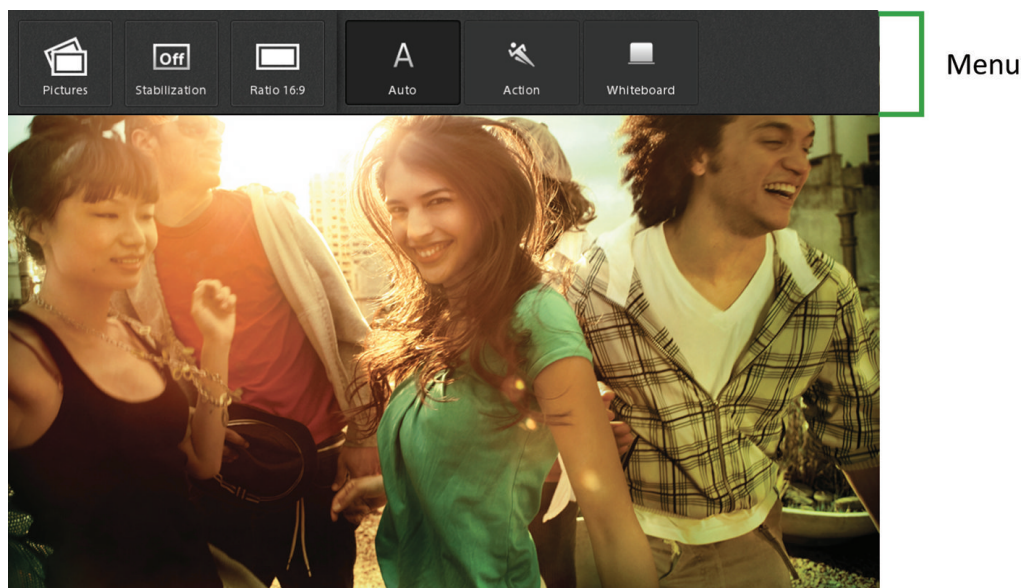 Off
A
Pictures
Stabilization
Ratio 16:9
Auto
Action
Whiteboard
Menu